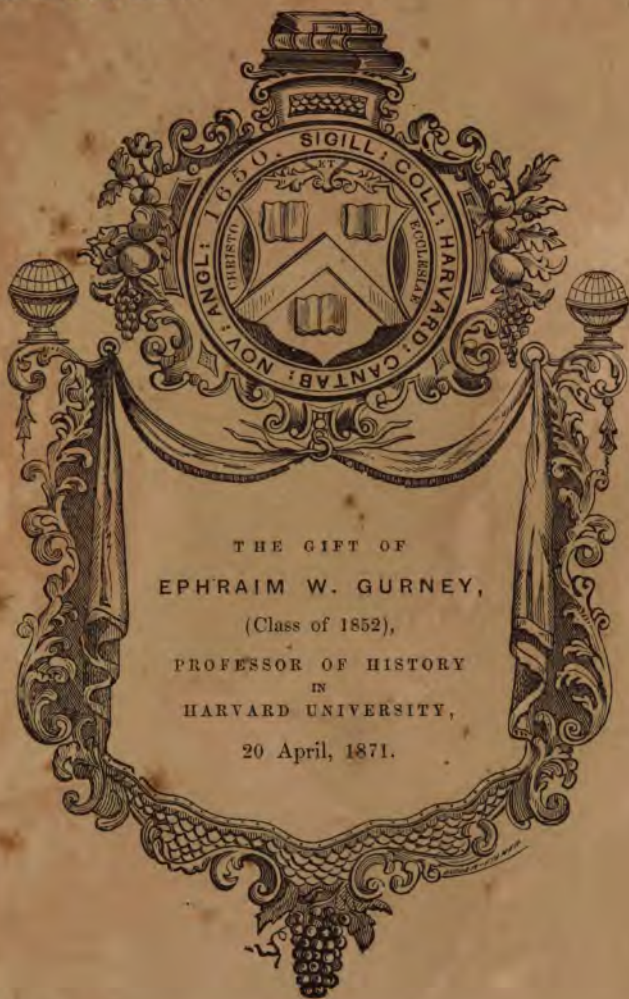 SIGILL: COLL: HARVARD: CANTAB: NOV: ANGL: 1650.
CHRISTO
ET
ECCLESIAE
THE GIFT OF
EPHRAIM W. GURNEY,
(Class of 1852),
PROFESSOR OF HISTORY
IN
HARVARD UNIVERSITY,
20 April, 1871.